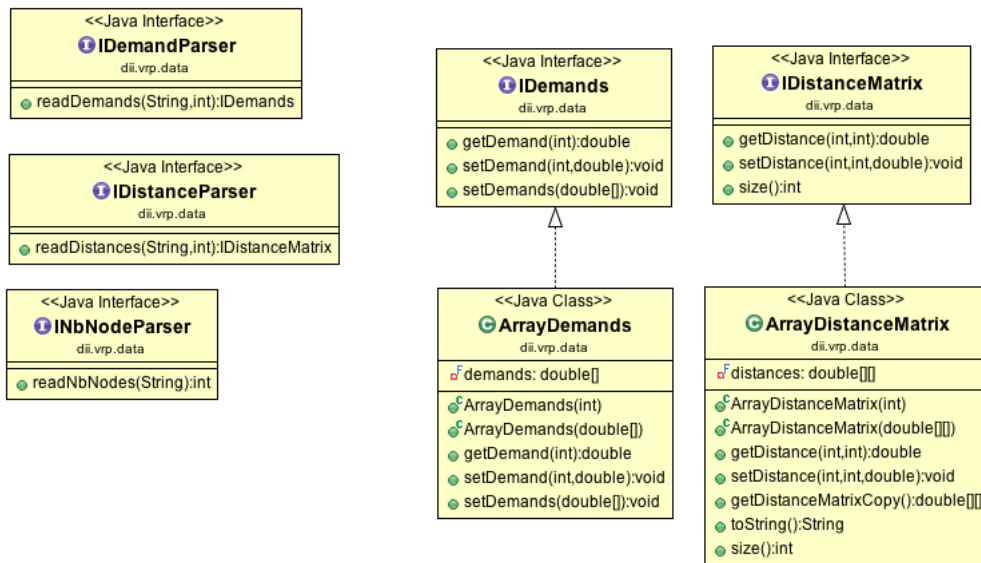 <<Java Interface>>
IDemandParser
dii.vrp.data
readDemands(String,int):IDemands
<<Java Interface>>
IDistanceParser
dii.vrp.data
readDistances(String,int):IDistanceMatrix
<<Java Interface>>
INbNodeParser
dii.vrp.data
readNbNodes(String):int
<<Java Interface>>
IDemands
dii.vrp.data
getDemand(int):double
setDemand(int,double):void
setDemands(double[]):void
<<Java Interface>>
IDistanceMatrix
dii.vrp.data
getDistance(int,int):double
setDistance(int,int,double):void
size():int
<<Java Class>>
ArrayDemands
dii.vrp.data
demands: double[]
ArrayDemands(int)
ArrayDemands(double[])
getDemand(int):double
setDemand(int,double):void
setDemands(double[]):void
<<Java Class>>
ArrayDistanceMatrix
dii.vrp.data
distances: double[][]
ArrayDistanceMatrix(int)
ArrayDistanceMatrix(double[][])
getDistance(int,int):double
setDistance(int,int,double):void
getDistanceMatrixCopy():double[][]
toString():String
size():int